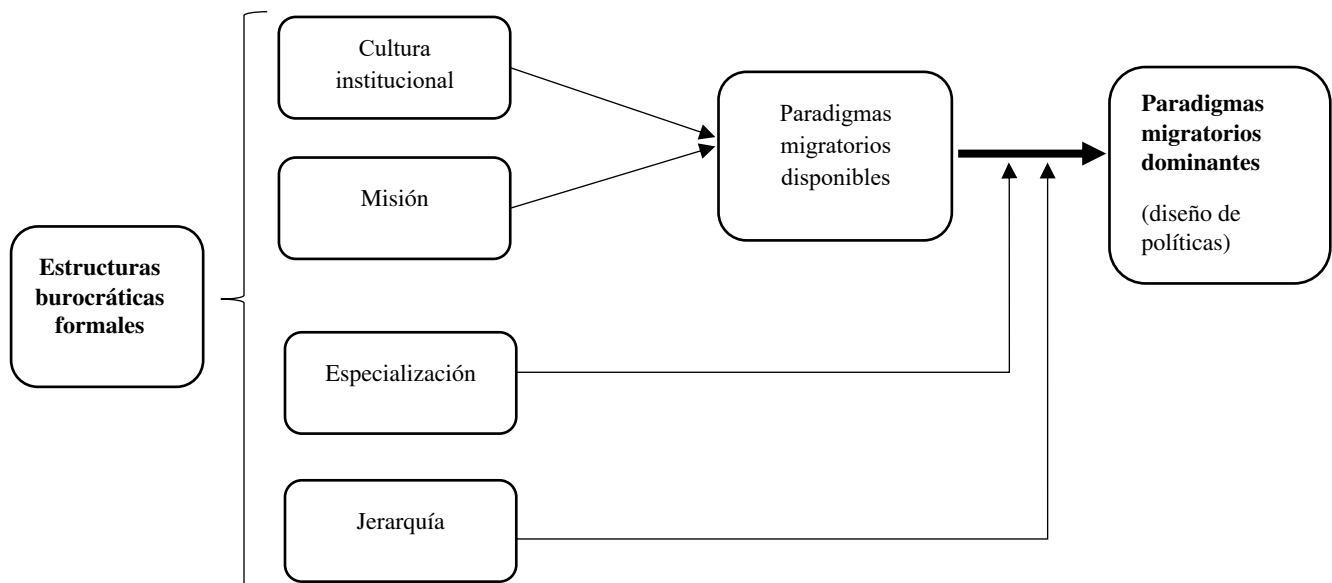 Estructuras
burocráticas
formales
Cultura
institucional
Misión
Especialización
Jerarquía
Paradigmas
migratorios
disponibles
Paradigmas
migratorios
dominantes
(diseño de
políticas)